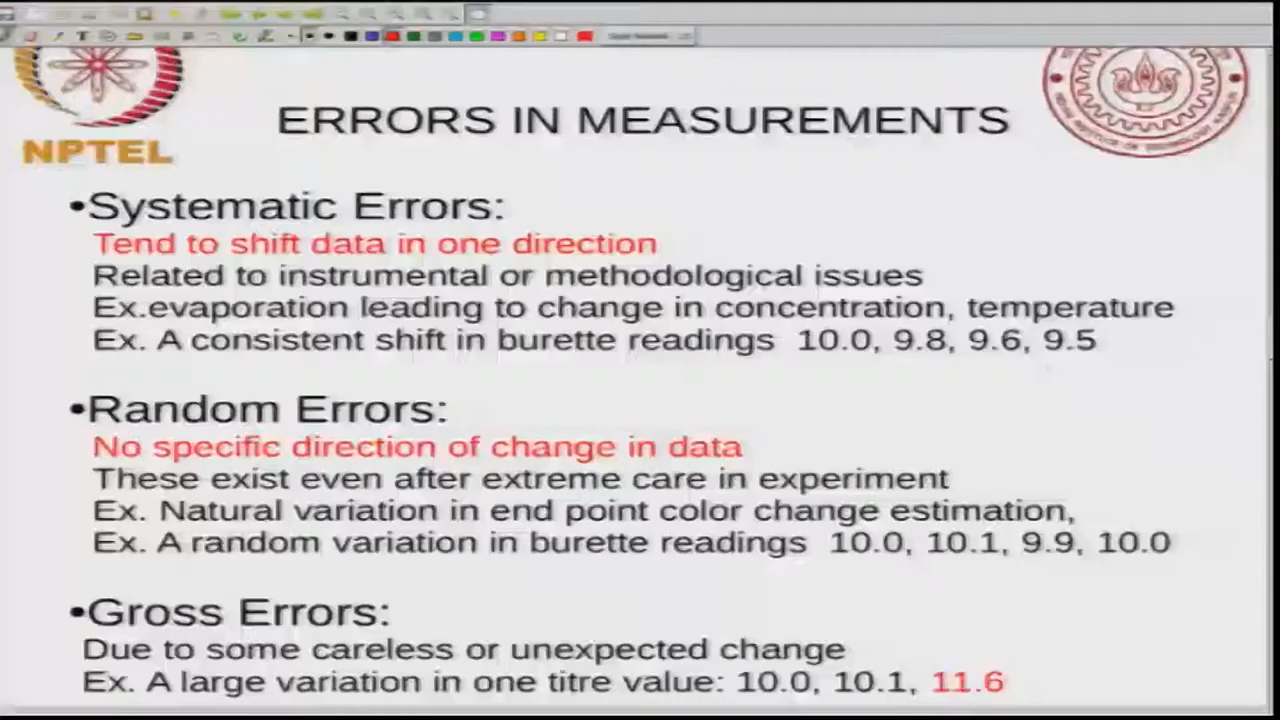 ERRORS IN MEASUREMENTS
NPTEL
•Systematic Errors:
Tend to shift data in one direction
Related to instrumental or methodological issues
Ex.evaporation leading to change in concentration, temperature
Ex. A consistent shift in burette readings 10.0, 9.8, 9.6, 9.5
•Random Errors:
No specific direction of change in data
These exist even after extreme care in experiment
Ex. Natural variation in end point color change estimation,
Ex. A random variation in burette readings 10.0, 10.1, 9.9, 10.0
•Gross Errors:
Due to some careless or unexpected change
Ex. A large variation in one titre value: 10.0, 10.1, 11.6